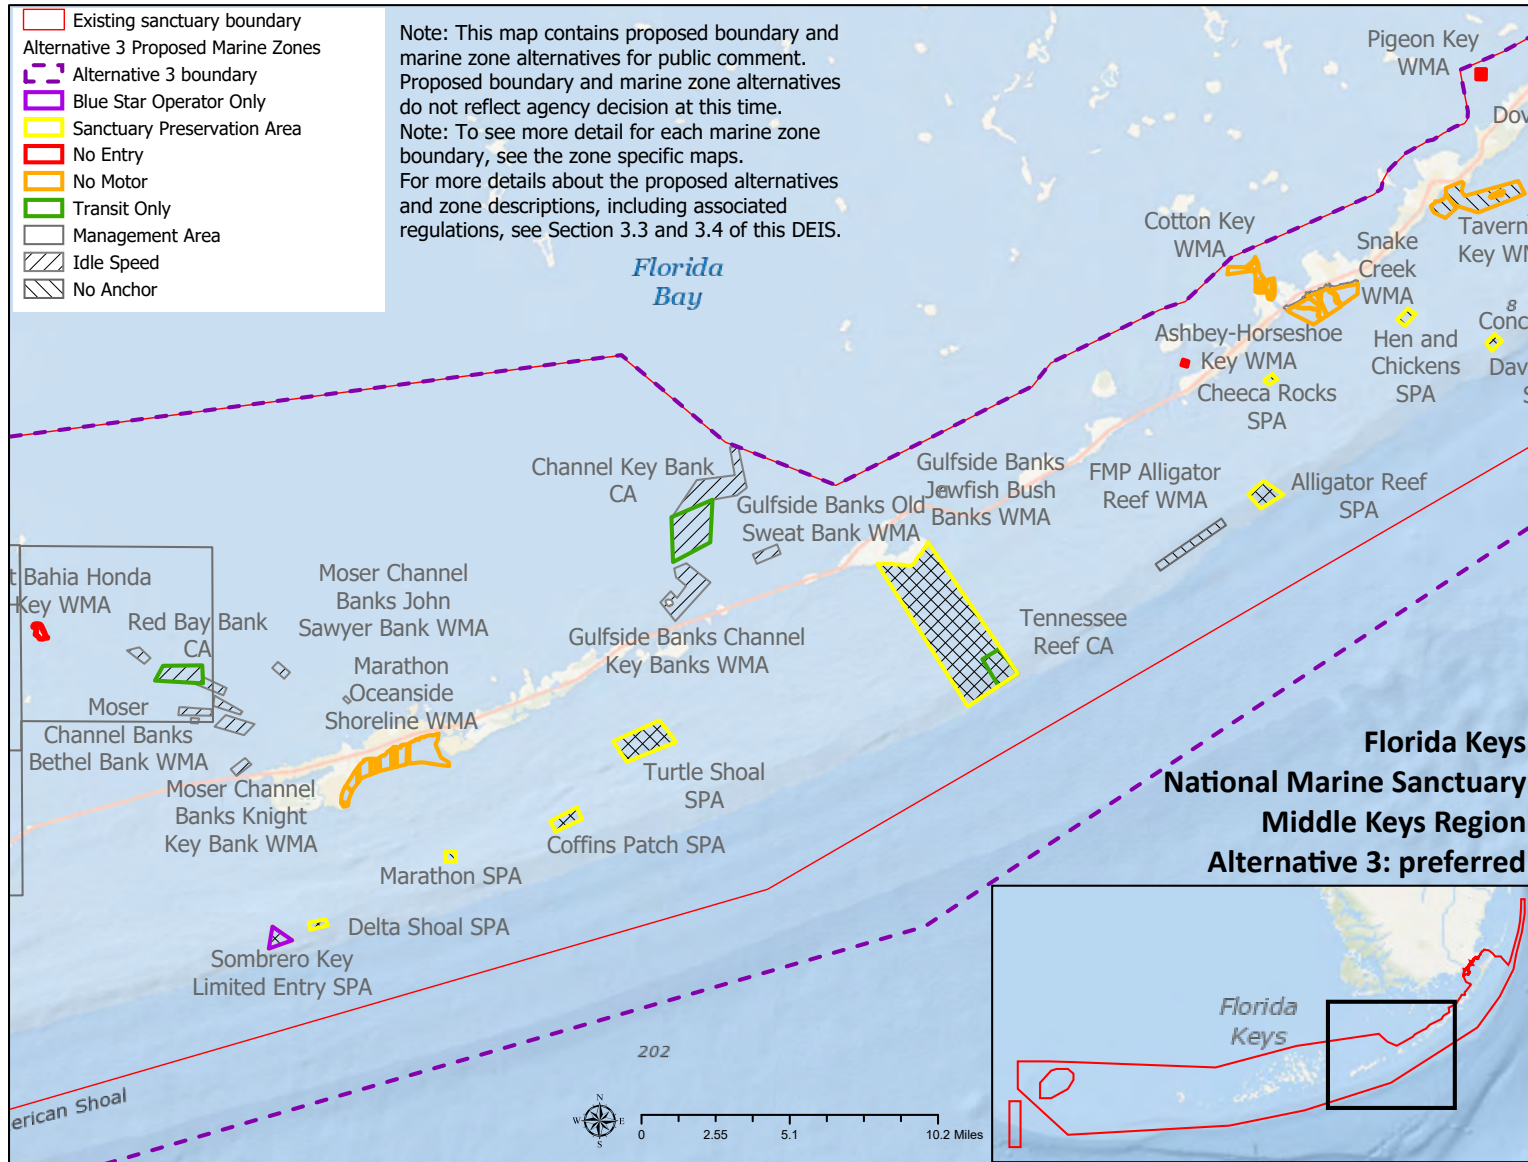 Existing sanctuary boundary
Alternative 3 Proposed Marine Zones
Alternative 3 boundary
Blue Star Operator Only
Sanctuary Preservation Area
No Entry
No Motor
Transit Only
Management Area
Idle Speed
No Anchor
Note: This map contains proposed boundary and
marine zone alternatives for public comment.
Proposed boundary and marine zone alternatives
do not reflect agency decision at this time.
Note: To see more detail for each marine zone
boundary, see the zone specific maps.
For more details about the proposed alternatives
and zone descriptions, including associated
regulations, see Section 3.3 and 3.4 of this DEIS.
Florida
Bay
Pigeon Key
WMA
Dov
Cotton Key
WMA
Snake
Creek
WMA
Tavern
Key WM
Ashbey-Horseshoe
Key WMA
Hen and
Chickens
SPA
8
Conc
Dav
S
Cheeca Rocks
SPA
Channel Key Bank
CA
Gulfside Banks
Jewfish Bush
Banks WMA
FMP Alligator
Reef WMA
Alligator Reef
SPA
Gulfside Banks Old
Sweat Bank WMA
t Bahia Honda
Key WMA
Red Bay Bank
CA
Moser Channel
Banks John
Sawyer Bank WMA
Gulfside Banks Channel
Key Banks WMA
Tennessee
Reef CA
Marathon
Oceanside
Shoreline WMA
Moser
Channel Banks
Bethel Bank WMA
Moser Channel
Banks Knight
Key Bank WMA
Turtle Shoal
SPA
Coffins Patch SPA
Marathon SPA
Delta Shoal SPA
Sombrero Key
Limited Entry SPA
Florida Keys
National Marine Sanctuary
Middle Keys Region
Alternative 3: preferred
202
erican Shoal
N
W E
S
0 2.55 5.1 10.2 Miles
Florida
Keys